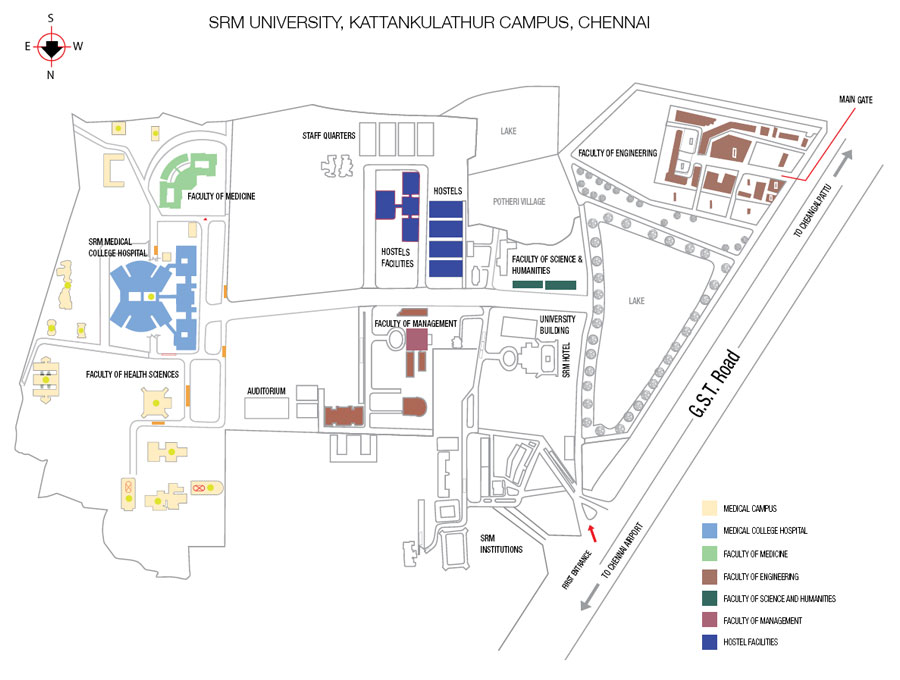 SRM UNIVERSITY, KATTANKULATHUR CAMPUS, CHENNAI
S
E
W
N
MAIN GATE
STAFF QUARTERS
LAKE
FACULTY OF ENGINEERING
TO CHEANGALPATTU
FACULTY OF MEDICINE
HOSTELS
POTHERI VILLAGE
SRM MEDICAL
COLLEGE HOSPITAL
HOSTELS
FACILITIES
FACULTY OF SCIENCE &
HUMANITIES
LAKE
FACULTY OF MANAGEMENT
UNIVERSITY
BUILDING
SRM HOTEL
G.S.T. Road
FACULTY OF HEALTH SCIENCES
AUDITORIUM
SRM
INSTITUTIONS
FIRST ENTRANCE
TO CHENNAI AIRPORT
MEDICAL CAMPUS
MEDICAL COLLEGE HOSPITAL
FACULTY OF MEDICINE
FACULTY OF ENGINEERING
FACULTY OF SCIENCE AND HUMANITIES
FACULTY OF MANAGEMENT
HOSTEL FACILITIES